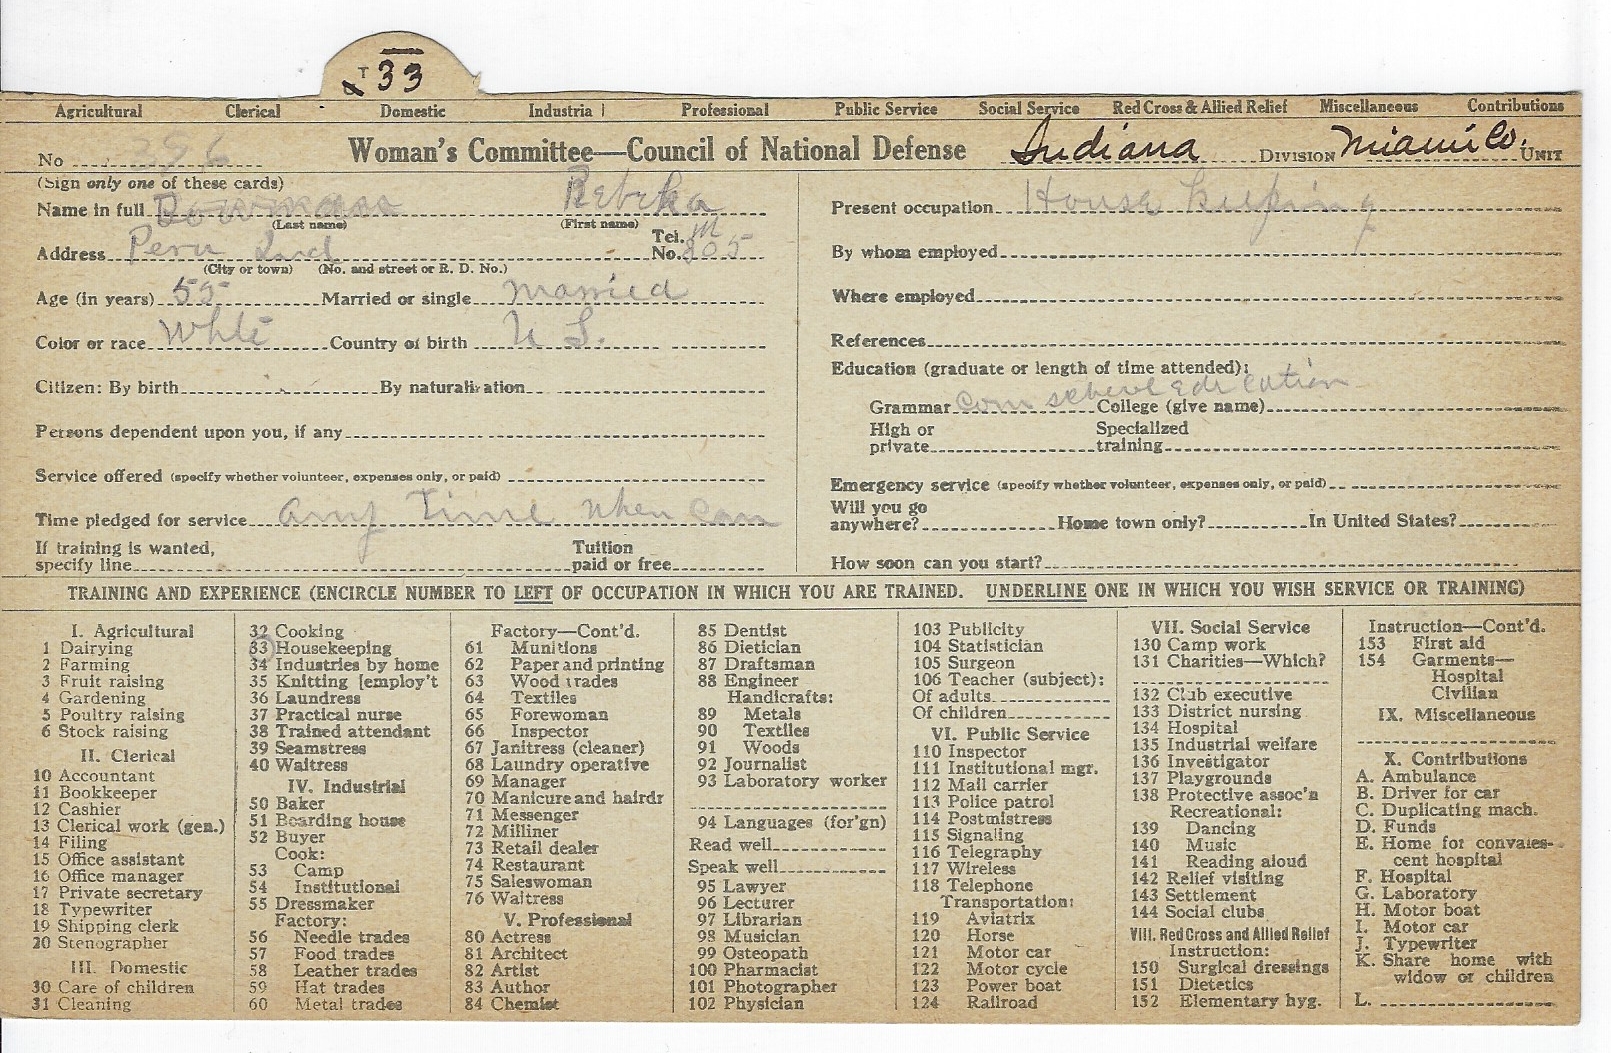 T 33
Agricultural Clerical Domestic Industrial Professional Public Service Social Service Red Cross & Allied Relief Miscellaneous Contributions
No 396 Woman's Committee—Council of National Defense Indiana DIVISION Miami Co. UNIT
(Sign only one of these cards)
Name in full Rebeka
(Last name) (First name)
Address Peru Ind Tel. No. M 805
(City or town) (No. and street or R. D. No.)
Age (in years) 55 Married or single Married
Color or race Whte Country of birth U S.
Citizen: By birth By naturalization
Persons dependent upon you, if any
Service offered (specify whether volunteer, expenses only, or paid)
Time pledged for service any Time when can
If training is wanted, specify line Tuition paid or free
Present occupation House Keeping
By whom employed
Where employed
References
Education (graduate or length of time attended):
Grammar com school education College (give name)
High or private Specialized training
Emergency service (specify whether volunteer, expenses only, or paid)
Will you go anywhere? Home town only? In United States?
How soon can you start?
TRAINING AND EXPERIENCE (ENCIRCLE NUMBER TO LEFT OF OCCUPATION IN WHICH YOU ARE TRAINED. UNDERLINE ONE IN WHICH YOU WISH SERVICE OR TRAINING)
I. Agricultural
1 Dairying
2 Farming
3 Fruit raising
4 Gardening
5 Poultry raising
6 Stock raising
II. Clerical
10 Accountant
11 Bookkeeper
12 Cashier
13 Clerical work (gen.)
14 Filing
15 Office assistant
16 Office manager
17 Private secretary
18 Typewriter
19 Shipping clerk
20 Stenographer
III. Domestic
30 Care of children
31 Cleaning
32 Cooking
33 Housekeeping
34 Industries by home
35 Knitting [employ't
36 Laundress
37 Practical nurse
38 Trained attendant
39 Seamstress
40 Waitress
IV. Industrial
50 Baker
51 Boarding house
52 Buyer
Cook:
53 Camp
54 Institutional
55 Dressmaker
Factory:
56 Needle trades
57 Food trades
58 Leather trades
59 Hat trades
60 Metal trades
Factory—Cont'd.
61 Munitions
62 Paper and printing
63 Wood trades
64 Textiles
65 Forewoman
66 Inspector
67 Janitress (cleaner)
68 Laundry operative
69 Manager
70 Manicure and hairdr
71 Messenger
72 Milliner
73 Retail dealer
74 Restaurant
75 Saleswoman
76 Waitress
V. Professional
80 Actress
81 Architect
82 Artist
83 Author
84 Chemist
85 Dentist
86 Dietician
87 Draftsman
88 Engineer
Handicrafts:
89 Metals
90 Textiles
91 Woods
92 Journalist
93 Laboratory worker
94 Languages (for'gn)
Read well
Speak well
95 Lawyer
96 Lecturer
97 Librarian
98 Musician
99 Osteopath
100 Pharmacist
101 Photographer
102 Physician
103 Publicity
104 Statistician
105 Surgeon
106 Teacher (subject):
Of adults
Of children
VI. Public Service
110 Inspector
111 Institutional mgr.
112 Mail carrier
113 Police patrol
114 Postmistress
115 Signaling
116 Telegraphy
117 Wireless
118 Telephone
Transportation:
119 Aviatrix
120 Horse
121 Motor car
122 Motor cycle
123 Power boat
124 Railroad
VII. Social Service
130 Camp work
131 Charities—Which?
132 Club executive
133 District nursing
134 Hospital
135 Industrial welfare
136 Investigator
137 Playgrounds
138 Protective assoc'n
Recreational:
139 Dancing
140 Music
141 Reading aloud
142 Relief visiting
143 Settlement
144 Social clubs
VIII. Red Cross and Allied Relief
Instruction:
150 Surgical dressings
151 Dietetics
152 Elementary hyg.
Instruction—Cont'd.
153 First aid
154 Garments—
Hospital
Civilian
IX. Miscellaneous
X. Contributions
A. Ambulance
B. Driver for car
C. Duplicating mach.
D. Funds
E. Home for convales-
cent hospital
F. Hospital
G. Laboratory
H. Motor boat
I. Motor car
J. Typewriter
K. Share home with
widow or children
L.